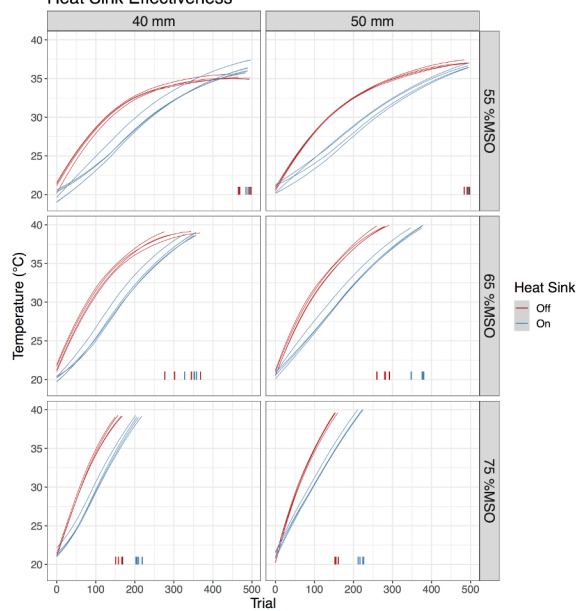 Heat Sink Effectiveness
40 mm
50 mm
40
35
30
25
20
55 %MSO
40
35
30
25
20
65 %MSO
40
35
30
25
20
75 %MSO
Temperature (°C)
0 100 200 300 400 500 0 100 200 300 400 500
Trial
Heat Sink
Off
On